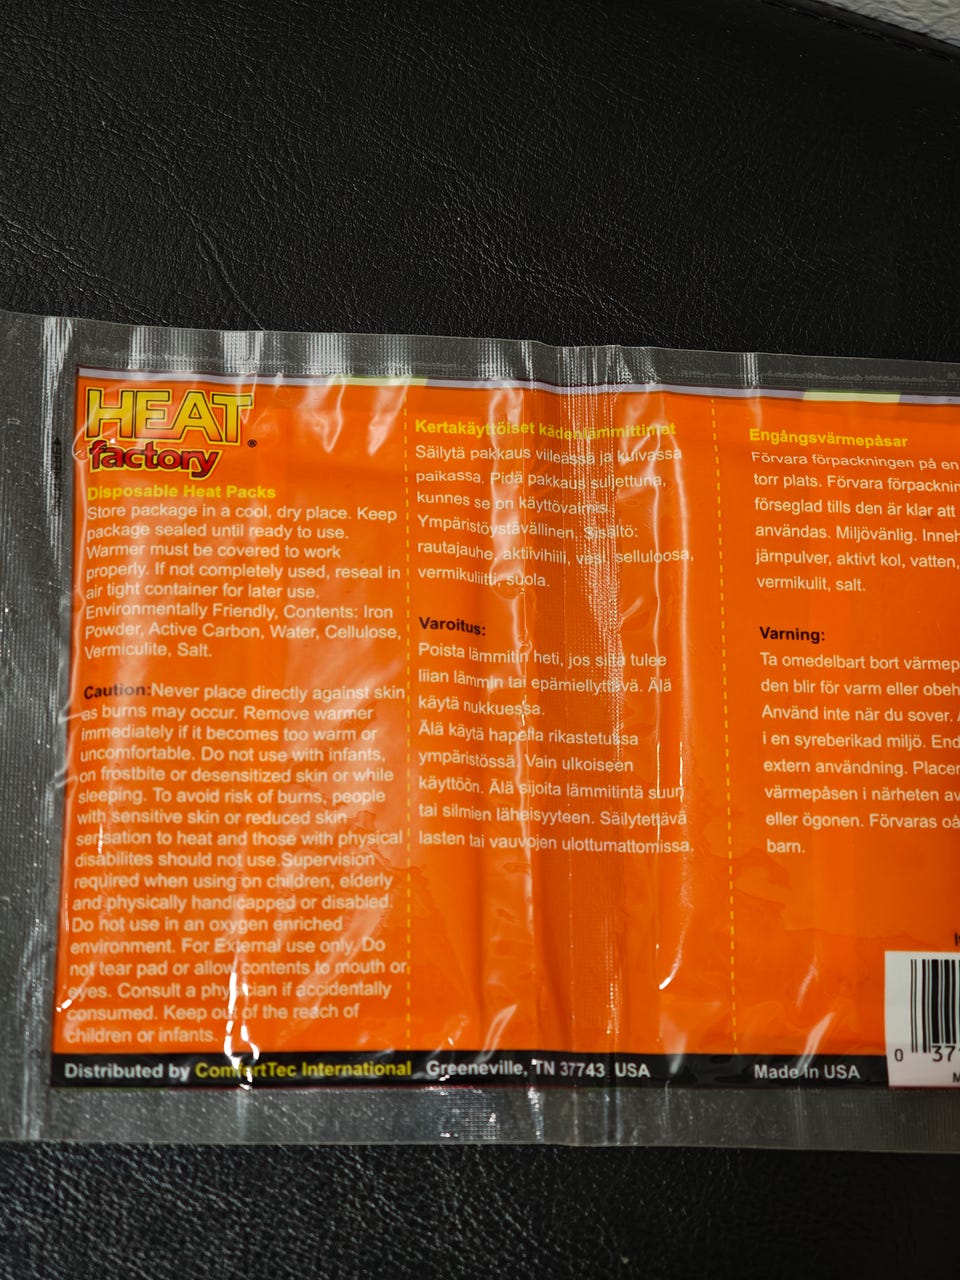 HEAT
factory®
Disposable Heat Packs
Store package in a cool, dry place. Keep
package sealed until ready to use.
Warmer must be covered to work
properly. If not completely used, reseal in
air tight container for later use.
Environmentally Friendly, Contents: Iron
Powder, Active Carbon, Water, Cellulose,
Vermiculite, Salt.
Caution:Never place directly against skin
as burns may occur. Remove warmer
immediately if it becomes too warm or
uncomfortable. Do not use with infants,
on frostbite or desensitized skin or while
sleeping. To avoid risk of burns, people
with sensitive skin or reduced skin
sensation to heat and those with physical
disabilites should not use.Supervision
required when using on children, elderly
and physically handicapped or disabled.
Do not use in an oxygen enriched
environment. For External use only. Do
not tear pad or allow contents to mouth or
eyes. Consult a physician if accidentally
consumed. Keep out of the reach of
children or infants.
Kertakäyttöiset kädenlämmittimet
Säilytä pakkaus viileässä ja kuivassa
paikassa. Pidä pakkaus suljettuna,
kunnes se on käyttövalmis.
Ympäristöystävällinen, Sisältö:
rautajauhe, aktiivihiili, vesi, selluloosa,
vermikuliitti, suola.
Varoitus:
Poista lämmitin heti, jos siitä tulee
liian lämmin tai epämiellyttävä. Älä
käytä nukkuessa.
Älä käytä hapella rikastetussa
ympäristössä. Vain ulkoiseen
käyttöön. Älä sijoita lämmitintä suun
tai silmien läheisyyteen. Säilytettävä
lasten tai vauvojen ulottumattomissa.
Engångsvärmepåsar
Förvara förpackningen på en
torr plats. Förvara förpacknin
förseglad tills den är klar att
användas. Miljövänlig. Inneh
järnpulver, aktivt kol, vatten,
vermikulit, salt.
Varning:
Ta omedelbart bort värmep
den blir för varm eller obeh
Använd inte när du sover.
i en syreberikad miljö. End
extern användning. Placer
värmepåsen i närheten av
eller ögonen. Förvaras oå
barn.
0 37
Distributed by ComfortTec International Greeneville, TN 37743 USA Made in USA